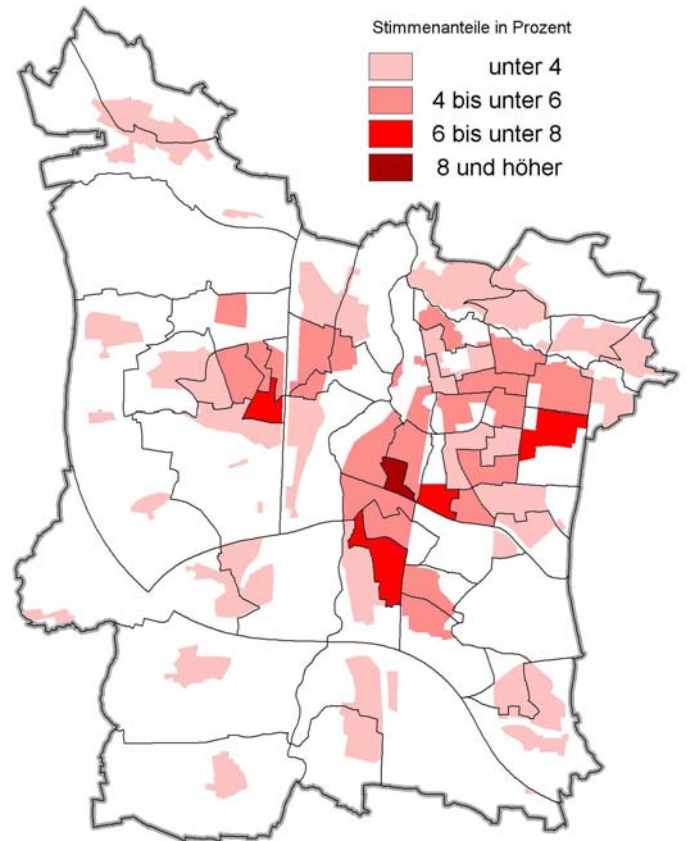 Stimmenanteile in Prozent
unter 4
4 bis unter 6
6 bis unter 8
8 und höher